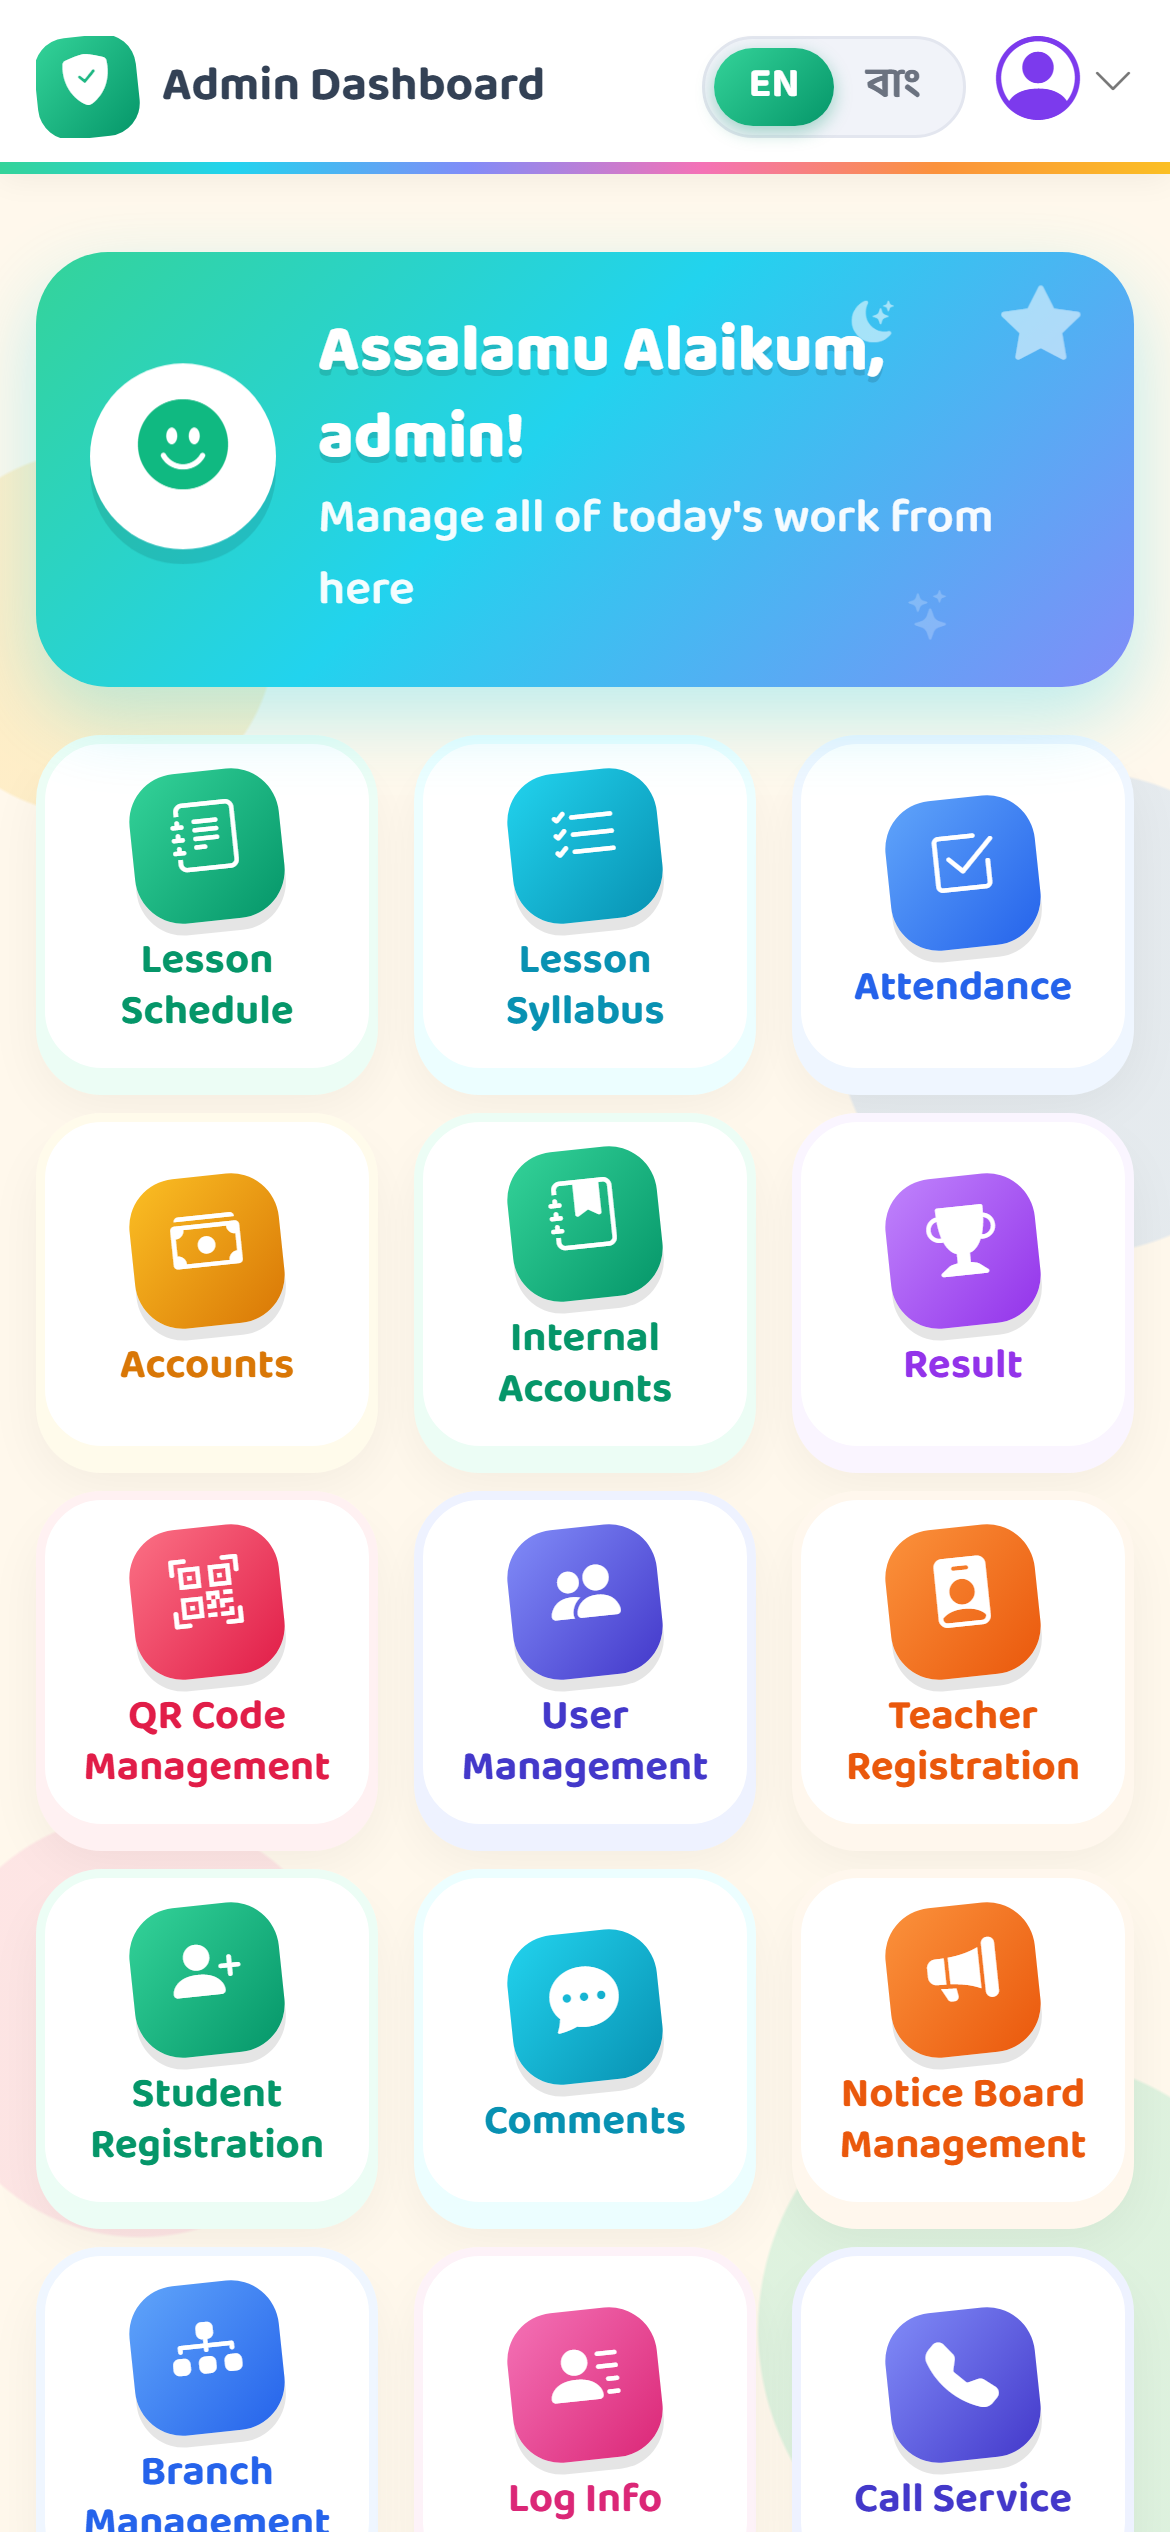 Admin Dashboard
EN
বাং
Assalamu Alaikum,
admin!
Manage all of today's work from
here
Lesson
Schedule
Lesson
Syllabus
Attendance
Accounts
Internal
Accounts
Result
QR Code
Management
User
Management
Teacher
Registration
Student
Registration
Comments
Notice Board
Management
Branch
Management
Log Info
Call Service